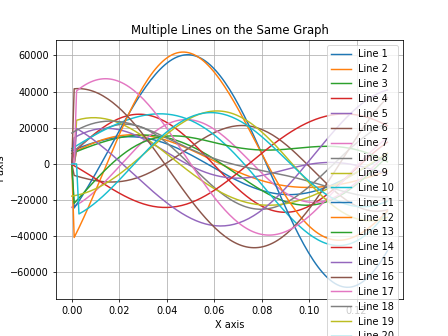 Multiple Lines on the Same Graph
60000
40000
20000
0
−20000
−40000
−60000
0.00
0.02
0.04
0.06
0.08
0.10
X axis
Line 1
Line 2
Line 3
Line 4
Line 5
Line 6
Line 7
Line 8
Line 9
Line 10
Line 11
Line 12
Line 13
Line 14
Line 15
Line 16
Line 17
Line 18
Line 19
Line 20